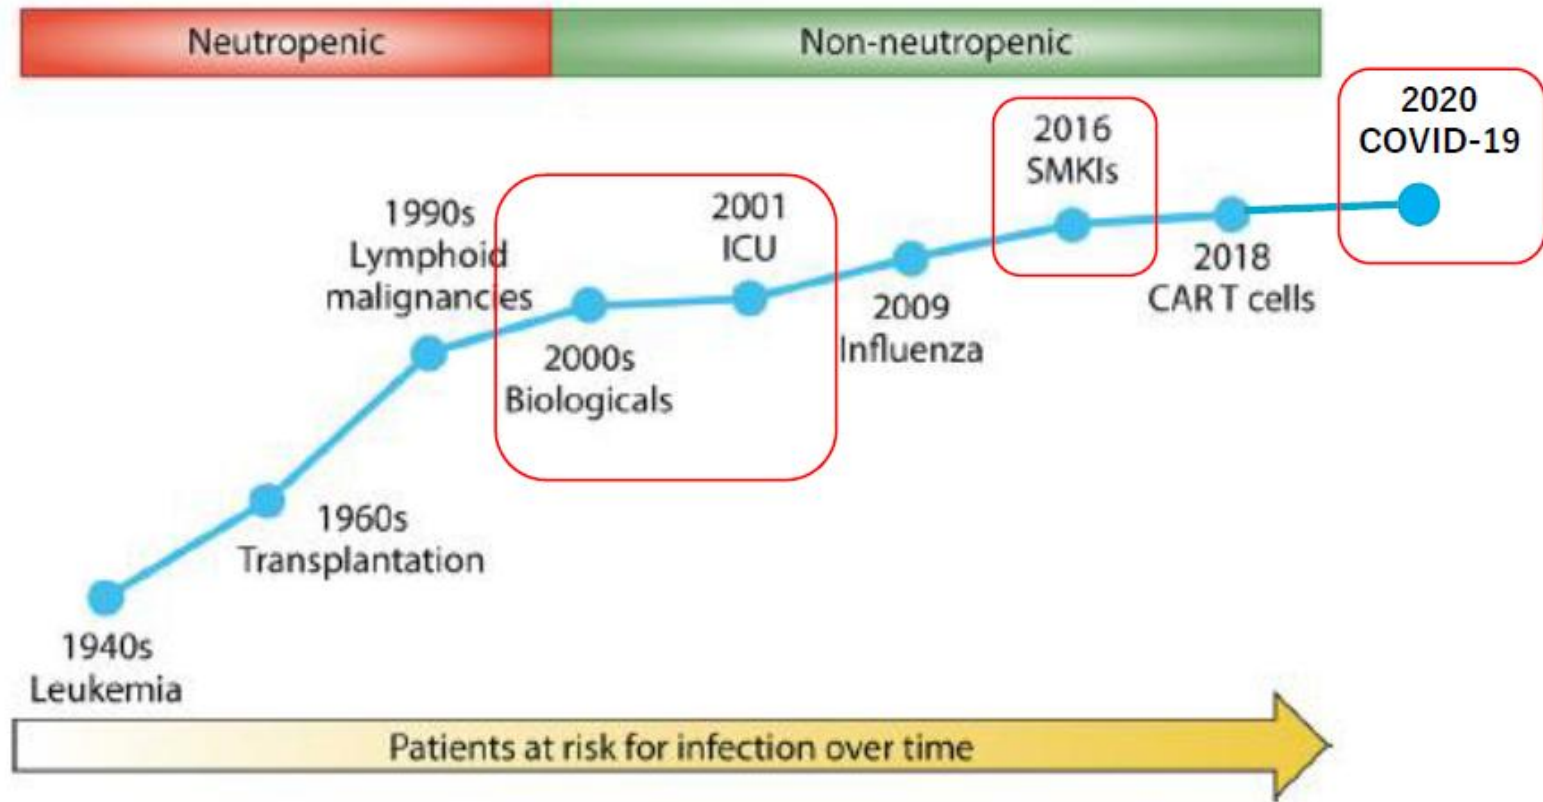 Neutropenic
Non-neutropenic
2020
COVID-19
2016
SMKIs
1990s
Lymphoid
malignancies
2001
ICU
2018
CAR T cells
2009
Influenza
2000s
Biologicals
1960s
Transplantation
1940s
Leukemia
Patients at risk for infection over time